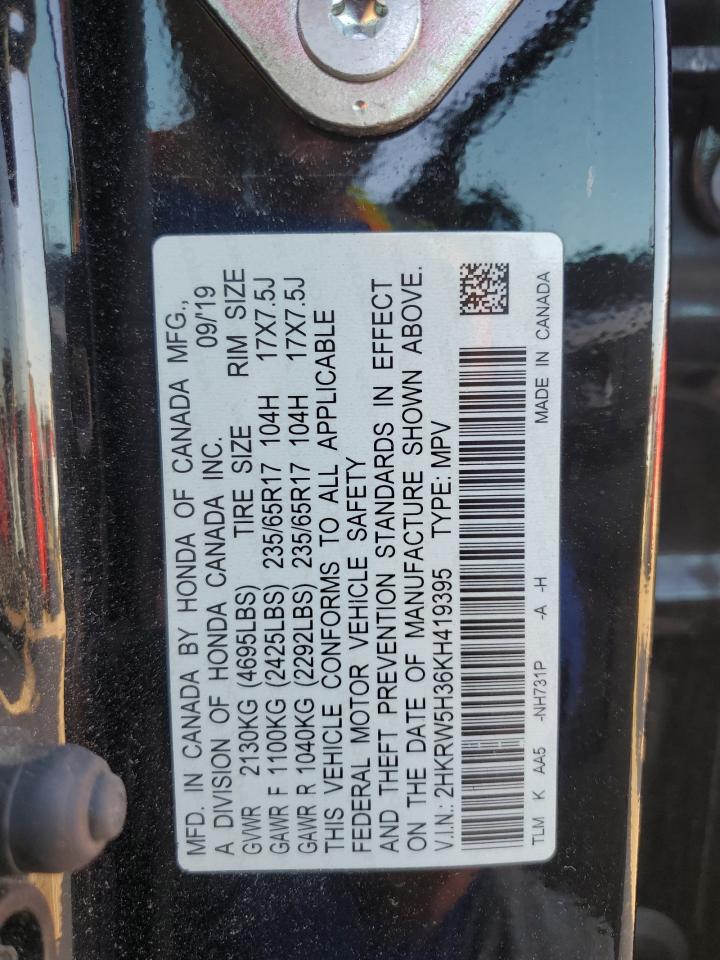 MFD. IN CANADA BY HONDA OF CANADA MFG.,
A DIVISION OF HONDA CANADA INC. 09/'19
GVWR 2130KG (4695LBS) TIRE SIZE RIM SIZE
GAWR F 1100KG (2425LBS) 235/65R17 104H 17X7.5J
GAWR R 1040KG (2292LBS) 235/65R17 104H 17X7.5J
THIS VEHICLE CONFORMS TO ALL APPLICABLE
FEDERAL MOTOR VEHICLE SAFETY
AND THEFT PREVENTION STANDARDS IN EFFECT
ON THE DATE OF MANUFACTURE SHOWN ABOVE.
V.I.N.: 2HKRW5H36KH419395 TYPE: MPV
TLM K AA5 -NH731P -A -H MADE IN CANADA